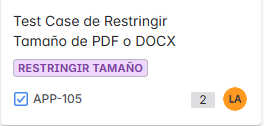 Test Case de Restringir
Tamaño de PDF o DOCX
RESTRINGIR TAMAÑO
APP-105
2
LA